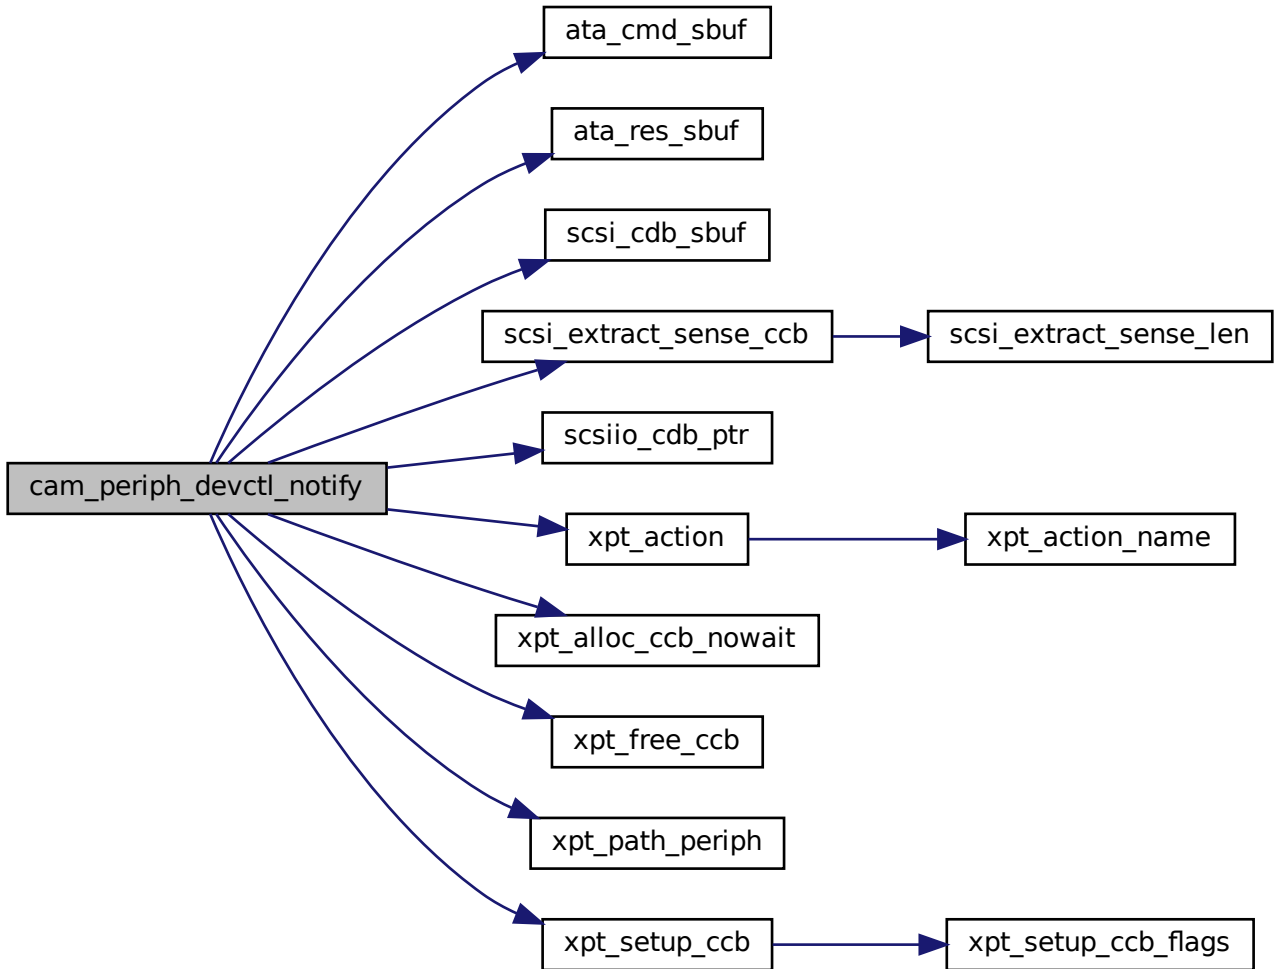 ata_cmd_sbuf
ata_res_sbuf
scsi_cdb_sbuf
scsi_extract_sense_ccb
scsi_extract_sense_len
scsiio_cdb_ptr
cam_periph_devctl_notify
xpt_action
xpt_action_name
xpt_alloc_ccb_nowait
xpt_free_ccb
xpt_path_periph
xpt_setup_ccb
xpt_setup_ccb_flags